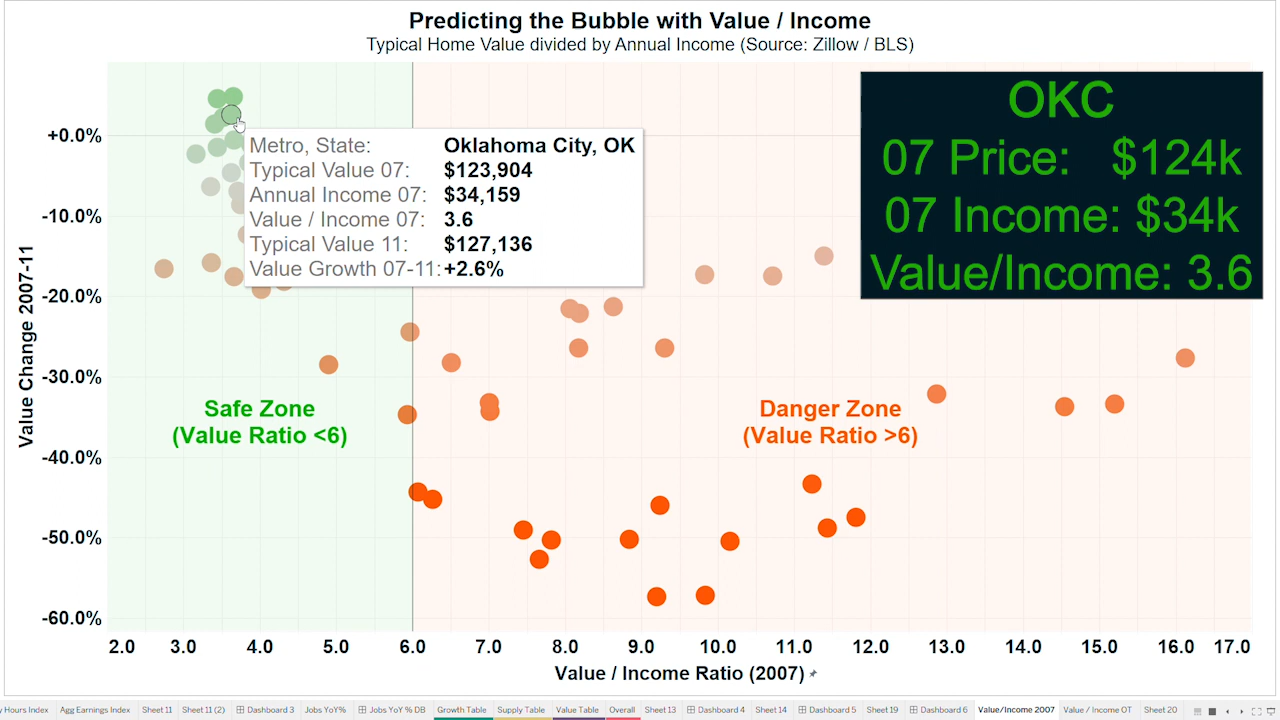 Predicting the Bubble with Value / Income
Typical Home Value divided by Annual Income (Source: Zillow / BLS)
OKC
07 Price: $124k
07 Income: $34k
Value/Income: 3.6
Metro, State: Oklahoma City, OK
Typical Value 07: $123,904
Annual Income 07: $34,159
Value / Income 07: 3.6
Typical Value 11: $127,136
Value Growth 07-11: +2.6%
Value Change 2007-11
+0.0%
-10.0%
-20.0%
-30.0%
-40.0%
-50.0%
-60.0%
Safe Zone
(Value Ratio <6)
Danger Zone
(Value Ratio >6)
2.0 3.0 4.0 5.0 6.0 7.0 8.0 9.0 10.0 11.0 12.0 13.0 14.0 15.0 16.0 17.0
Value / Income Ratio (2007)
y Hours Index Agg Earnings Index Sheet 11 Sheet 11 (2) Dashboard 3 Jobs YoY% Jobs YoY % DB Growth Table Supply Table Value Table Overall Sheet 13 Dashboard 4 Sheet 14 Dashboard 5 Sheet 19 Dashboard 6 Value/Income 2007 Value / Income OT Sheet 20